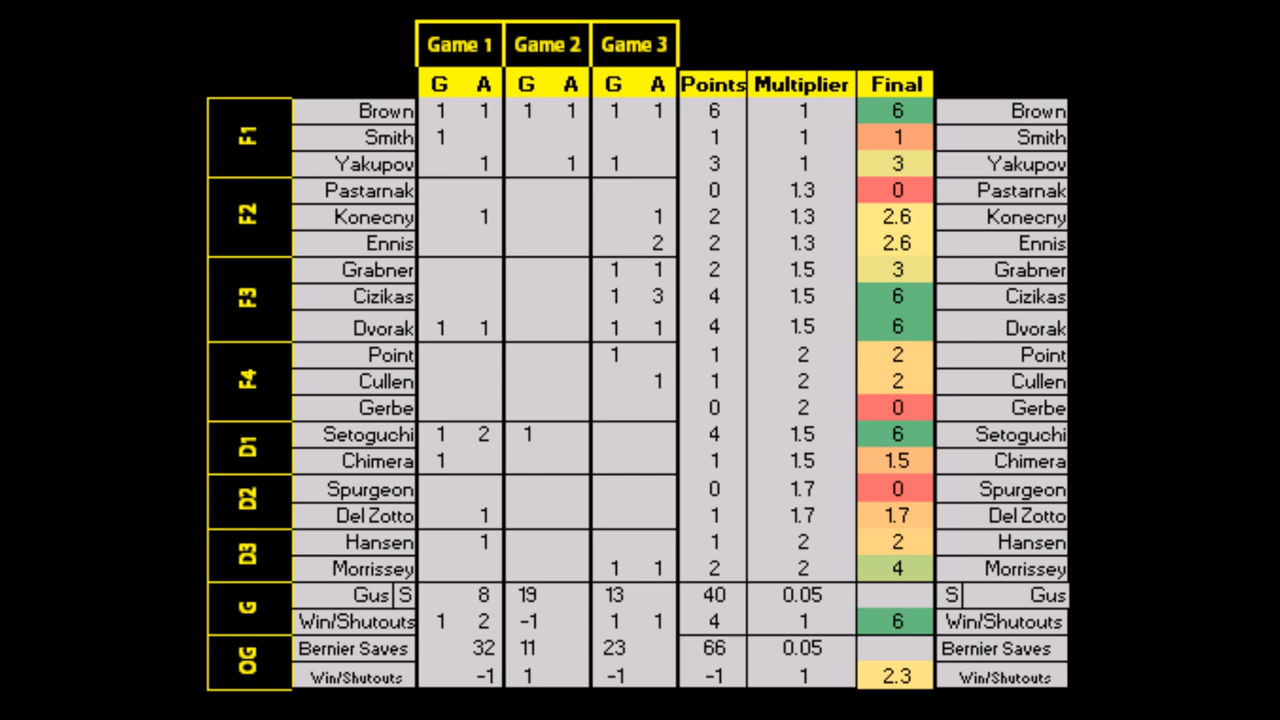 Game 1 Game 2 Game 3
G A G A G A Points Multiplier Final
F1 Brown 1 1 1 1 1 1 6 1 6 Brown
Smith 1 1 1 1 Smith
Yakupov 1 1 1 3 1 3 Yakupov
F2 Pastarnak 0 1.3 0 Pastarnak
Konecny 1 1 2 1.3 2.6 Konecny
Ennis 2 2 1.3 2.6 Ennis
F3 Grabner 1 1 2 1.5 3 Grabner
Cizikas 1 3 4 1.5 6 Cizikas
Dvorak 1 1 1 1 4 1.5 6 Dvorak
F4 Point 1 1 2 2 Point
Cullen 1 1 2 2 Cullen
Gerbe 0 2 0 Gerbe
D1 Setoguchi 1 2 1 4 1.5 6 Setoguchi
Chimera 1 1 1.5 1.5 Chimera
D2 Spurgeon 0 1.7 0 Spurgeon
Del Zotto 1 1 1.7 1.7 Del Zotto
D3 Hansen 1 1 2 2 Hansen
Morrissey 1 1 2 2 4 Morrissey
G Gus S 8 19 13 40 0.05 S Gus
Win/Shutouts 1 2 -1 1 1 4 1 6 Win/Shutouts
OG Bernier Saves 32 11 23 66 0.05 Bernier Saves
Win/Shutouts -1 1 -1 -1 1 2.3 Win/Shutouts